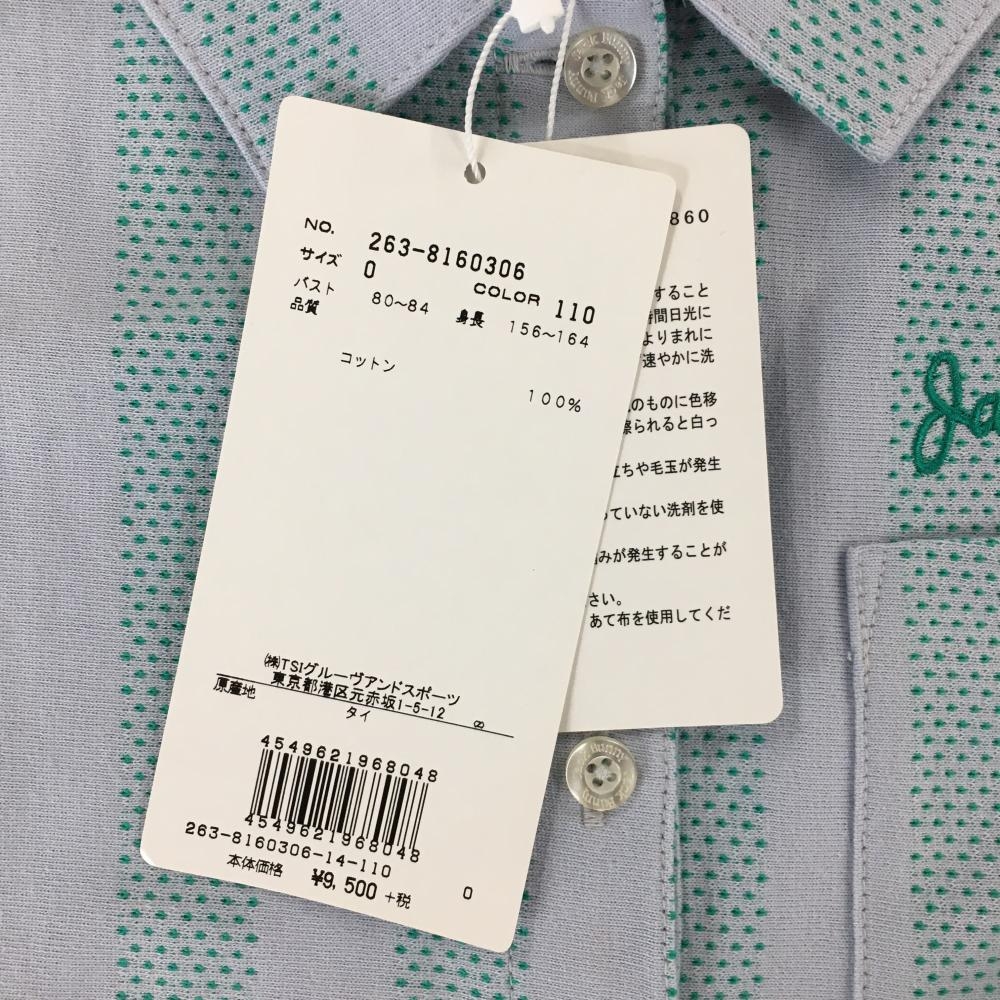 NO. 263-8160306
サイズ 0 COLOR 110
バスト 80~84 身長 156~164
品質
コットン
100%
㈱TSIグルーヴアンドスポーツ
東京都港区元赤坂1-5-12
原産地 タイ ∞
4549621968048
4549621968048
263-8160306-14-110
本体価格 ¥9,500 +税 0
860
すること
時間日光に
よりまれに
速やかに洗
のものに色移
擦られると白っ
立ちや毛玉が発生
っていない洗剤を使
みが発生することが
さい。
あて布を使用してくだ
Ja